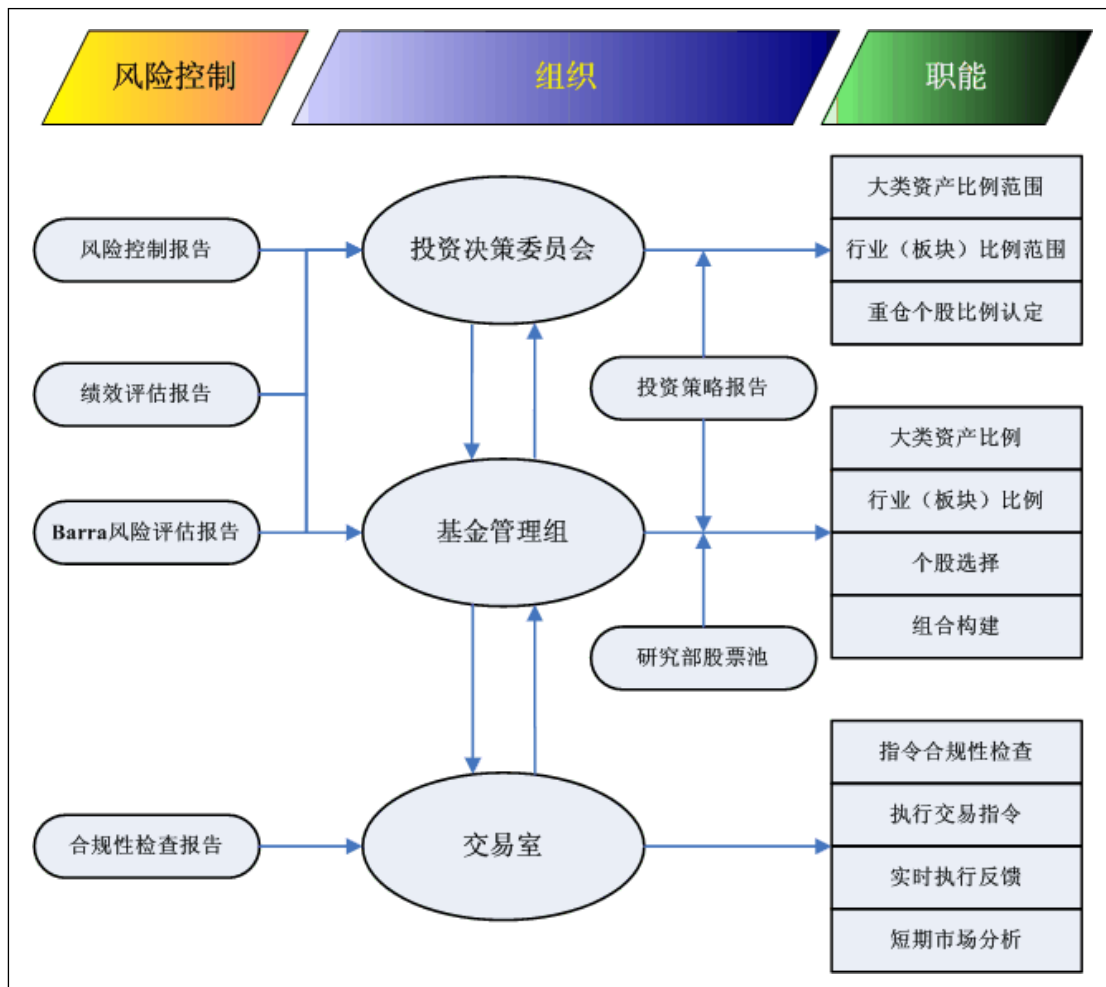 风险控制
组织
职能
大类资产比例范围
风险控制报告
投资决策委员会
行业（板块）比例范围
重仓个股比例认定
绩效评估报告
投资策略报告
大类资产比例
行业（板块）比例
Barra风险评估报告
基金管理组
个股选择
组合构建
研究部股票池
指令合规性检查
执行交易指令
合规性检查报告
交易室
实时执行反馈
短期市场分析